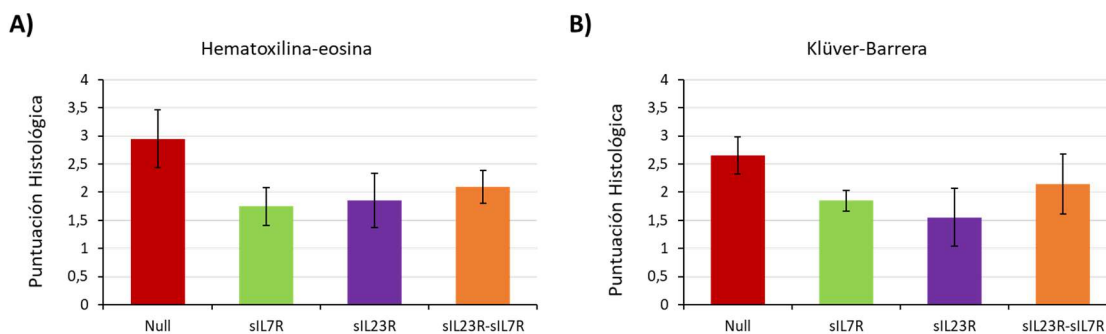 A)
Hematoxilina-eosina
Puntuación Histológica
4
3,5
3
2,5
2
1,5
1
0,5
0
Null
sIL7R
sIL23R
sIL23R-sIL7R
B)
Klüver-Barrera
Puntuación Histológica
4
3,5
3
2,5
2
1,5
1
0,5
0
Null
sIL7R
sIL23R
sIL23R-sIL7R